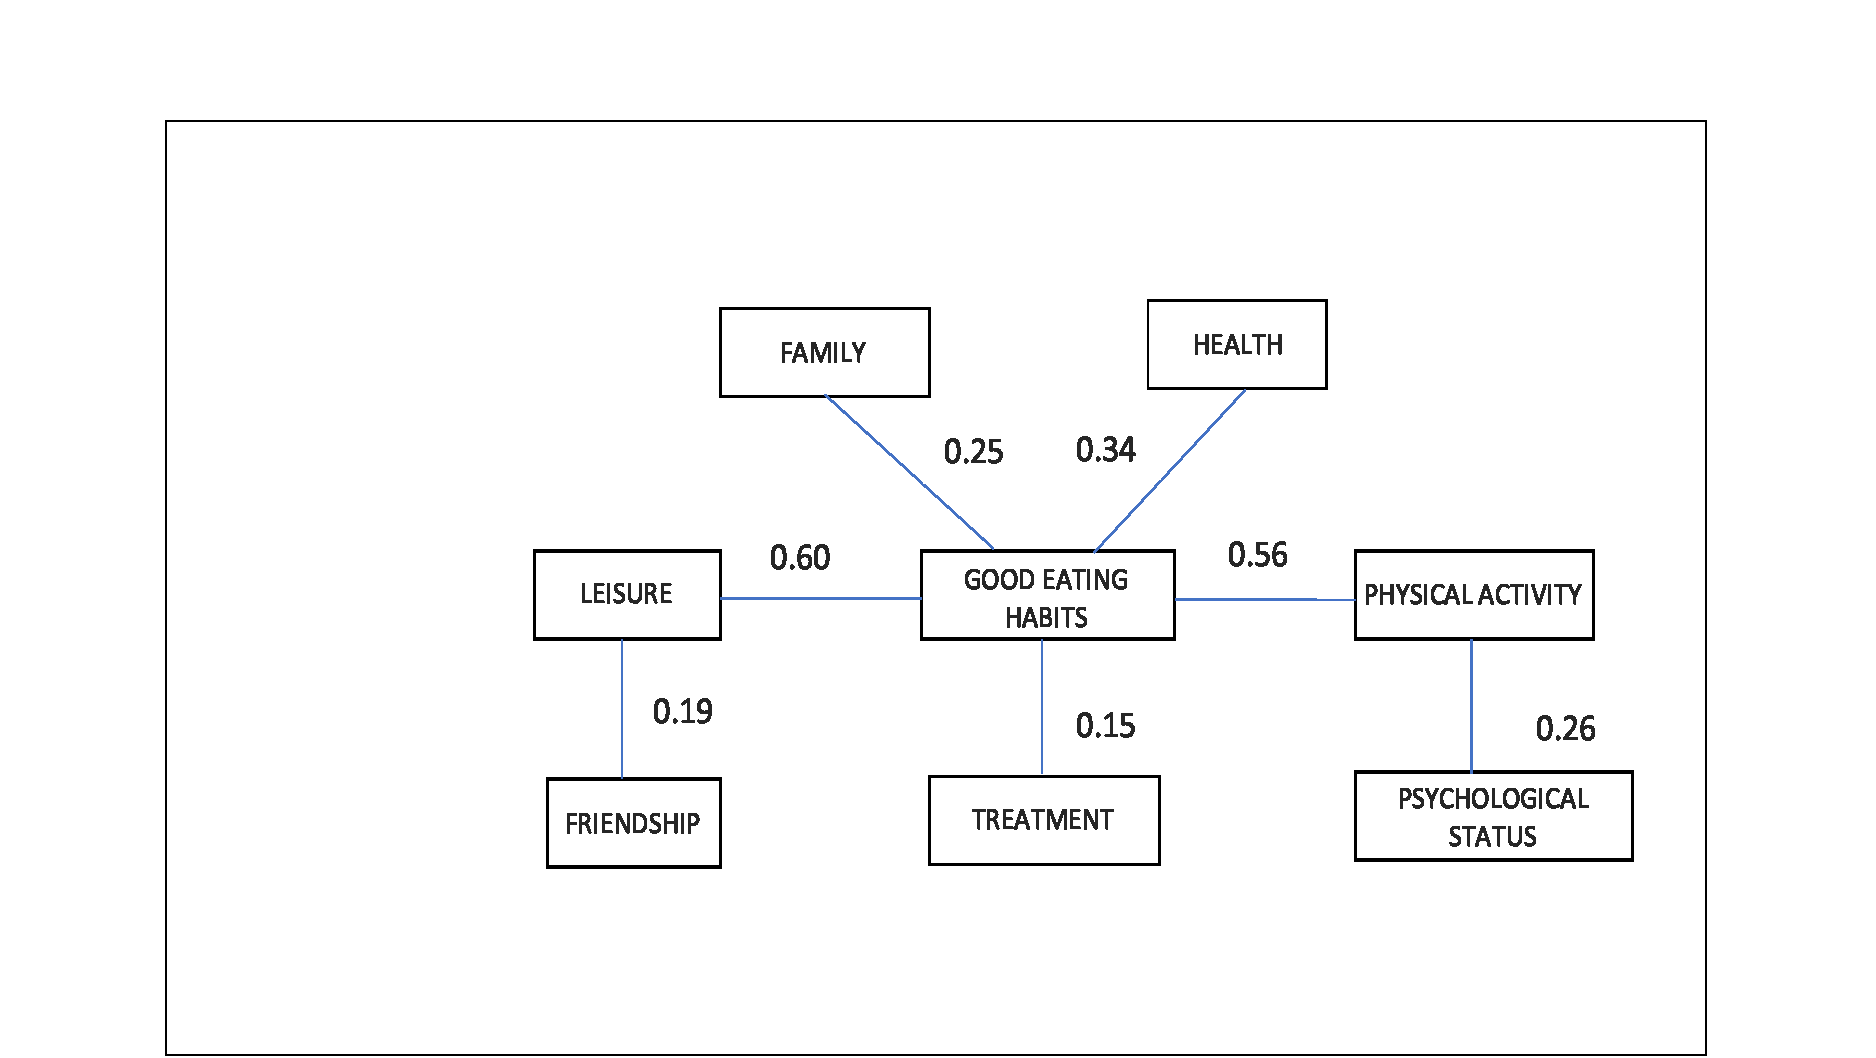 FAMILY
HEALTH
0.25
0.34
LEISURE
0.60
GOOD EATING
HABITS
0.56
PHYSICAL ACTIVITY
0.19
0.15
0.26
FRIENDSHIP
TREATMENT
PSYCHOLOGICAL
STATUS